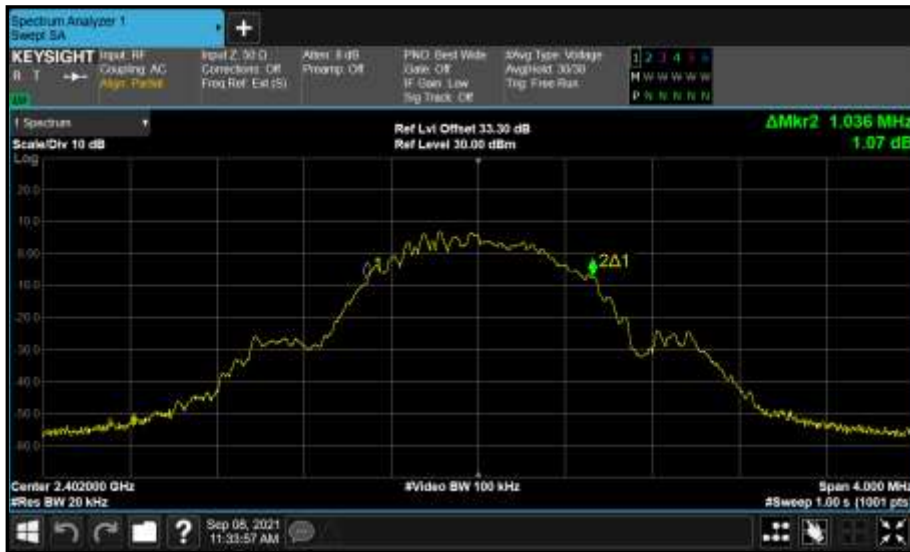 Spectrum Analyzer 1
Swept SA
+
KEYSIGHT Input: RF
R T Coupling: AC
Align: Partial
Input Z: 50 Ω
Corrections: Off
Freq Ref: Ext (S)
Atten: 8 dB
Preamp: Off
PNO: Best Wide
Gate: Off
IF Gain: Low
Sig Track: Off
#Avg Type: Voltage
Avg|Hold: 30/30
Trig: Free Run
1 2 3 4 5 6
M W W W W W
P N N N N N
1 Spectrum
Scale/Div 10 dB
Ref Lvl Offset 33.30 dB
Ref Level 30.00 dBm
ΔMkr2 1.036 MHz
1.07 dB
Log
20.0
10.0
0.00
-10.0
-20.0
-30.0
-40.0
-50.0
-60.0
2Δ1
Center 2.402000 GHz
#Res BW 20 kHz
#Video BW 100 kHz
Span 4.000 MHz
#Sweep 1.00 s (1001 pts)
?
Sep 08, 2021
11:33:57 AM